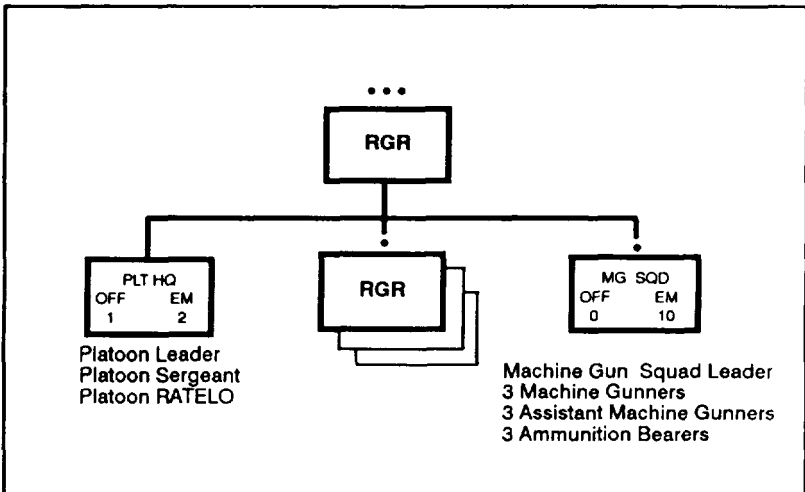 RGR
PLT HQ
OFF EM
1 2
Platoon Leader
Platoon Sergeant
Platoon RATELO
RGR
MG SQD
OFF EM
0 10
Machine Gun Squad Leader
3 Machine Gunners
3 Assistant Machine Gunners
3 Ammunition Bearers